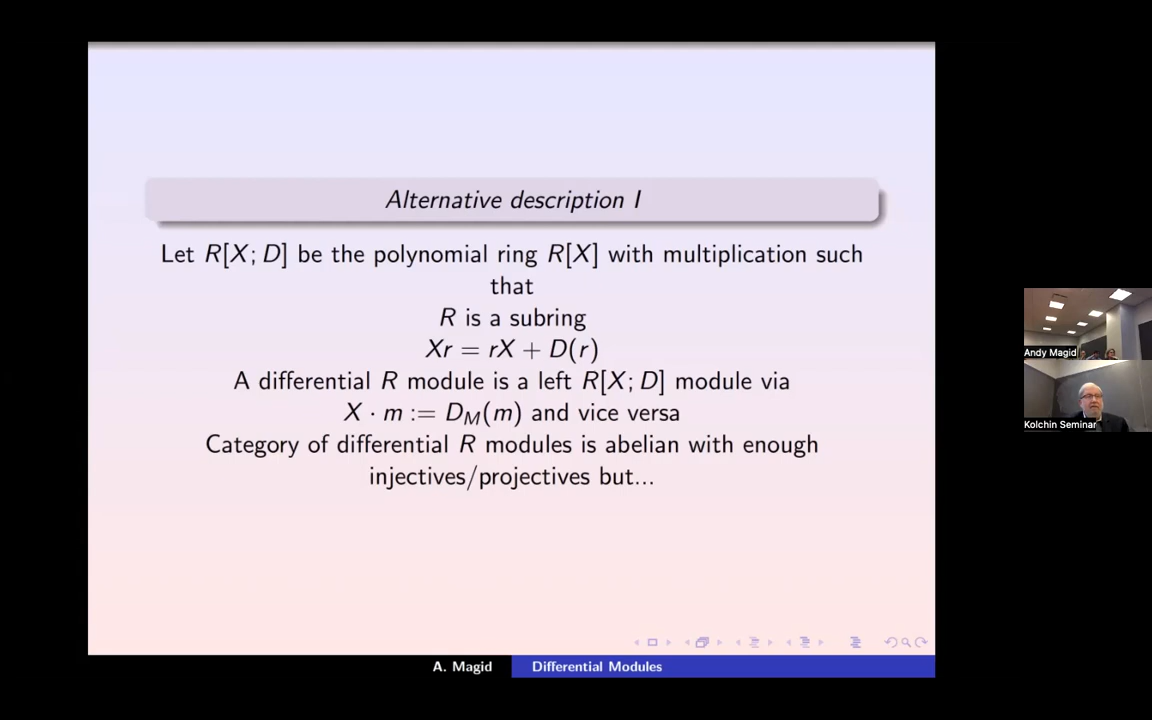 Alternative description I
Let R[X; D] be the polynomial ring R[X] with multiplication such
that
R is a subring
Xr = rX + D(r)
A differential R module is a left R[X; D] module via
X · m := D_M(m) and vice versa
Category of differential R modules is abelian with enough
injectives/projectives but...
Andy Magid
Kolchin Seminar
A. Magid
Differential Modules